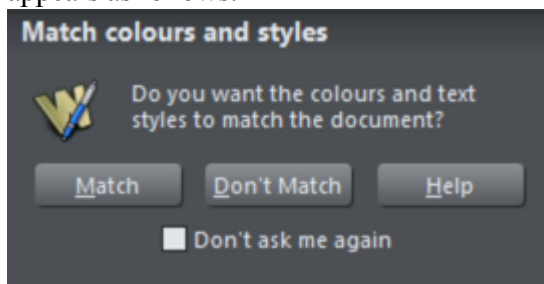 Match colours and styles
Do you want the colours and text
styles to match the document?
Match Don't Match Help
Don't ask me again